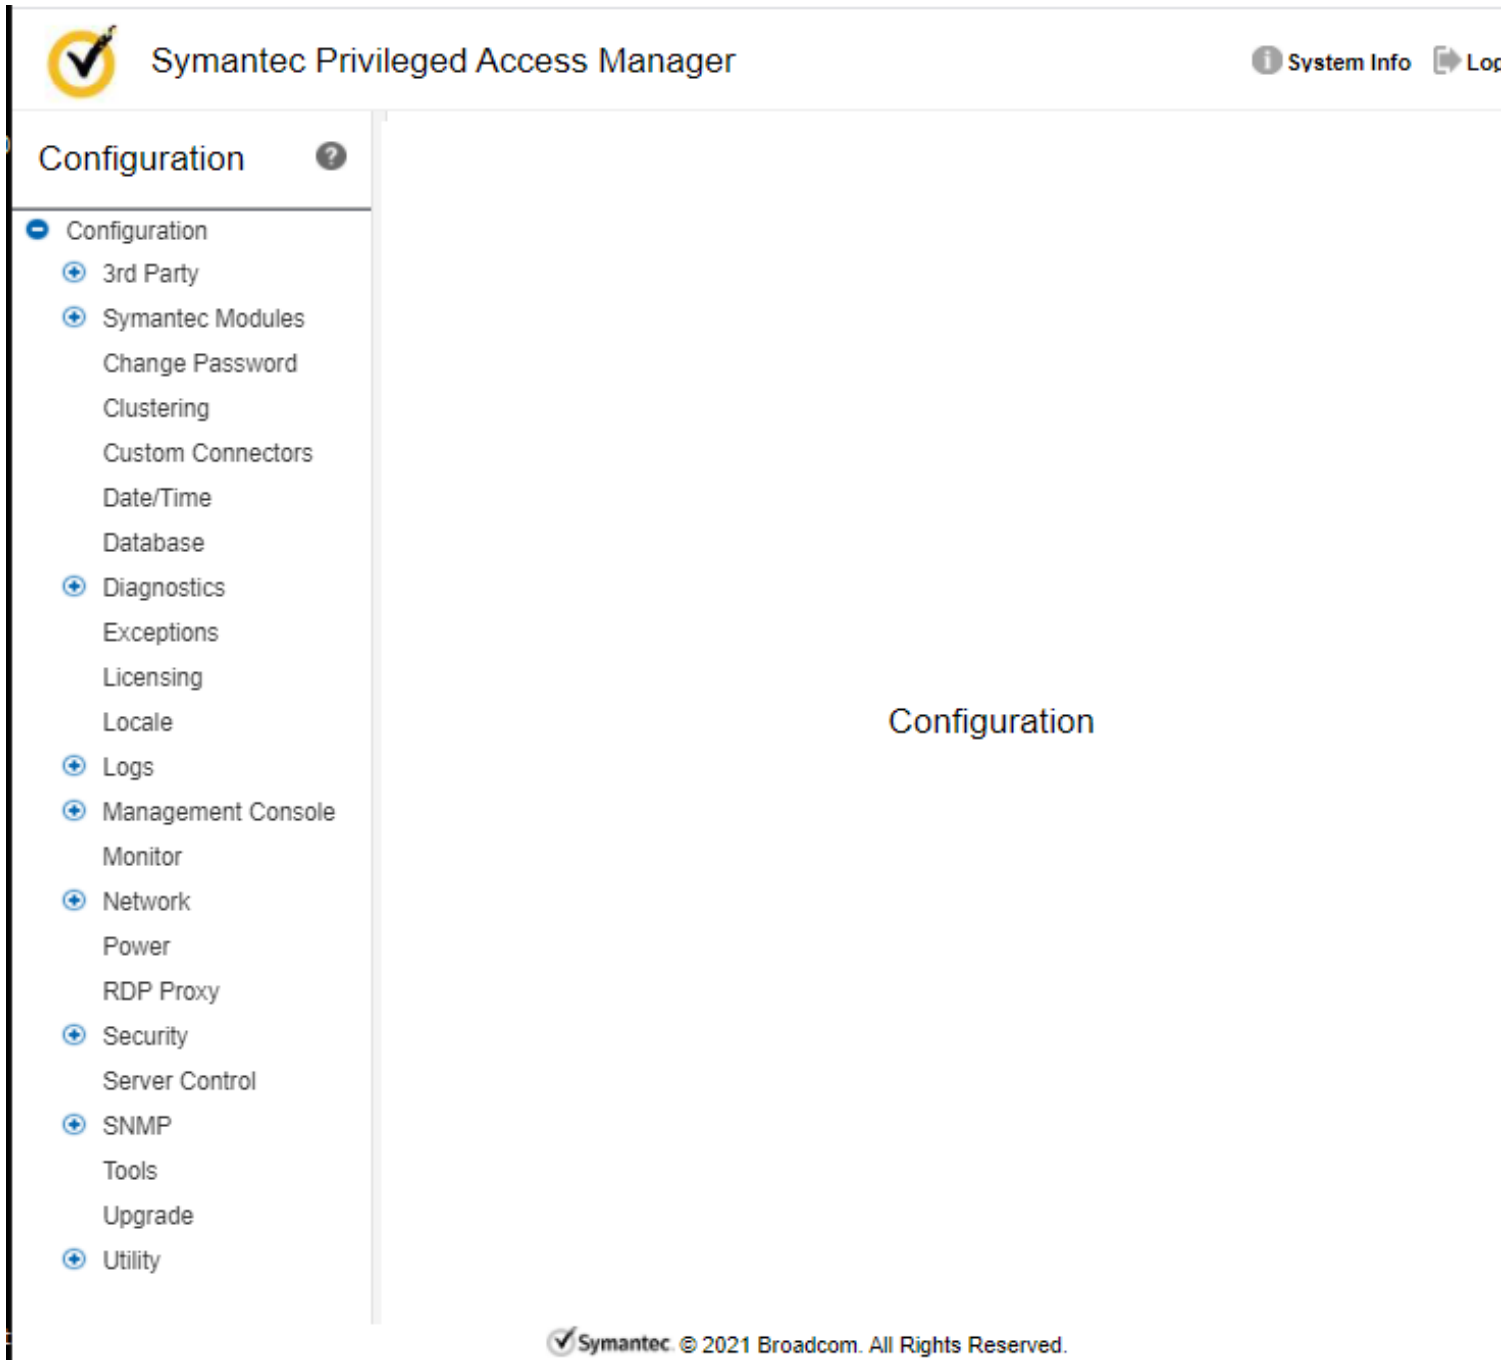 Symantec Privileged Access Manager
System Info
Configuration
Configuration
3rd Party
Symantec Modules
Change Password
Clustering
Custom Connectors
Date/Time
Database
Diagnostics
Exceptions
Licensing
Locale
Configuration
Logs
Management Console
Monitor
Network
Power
RDP Proxy
Security
Server Control
SNMP
Tools
Upgrade
Utility
Symantec. © 2021 Broadcom. All Rights Reserved.